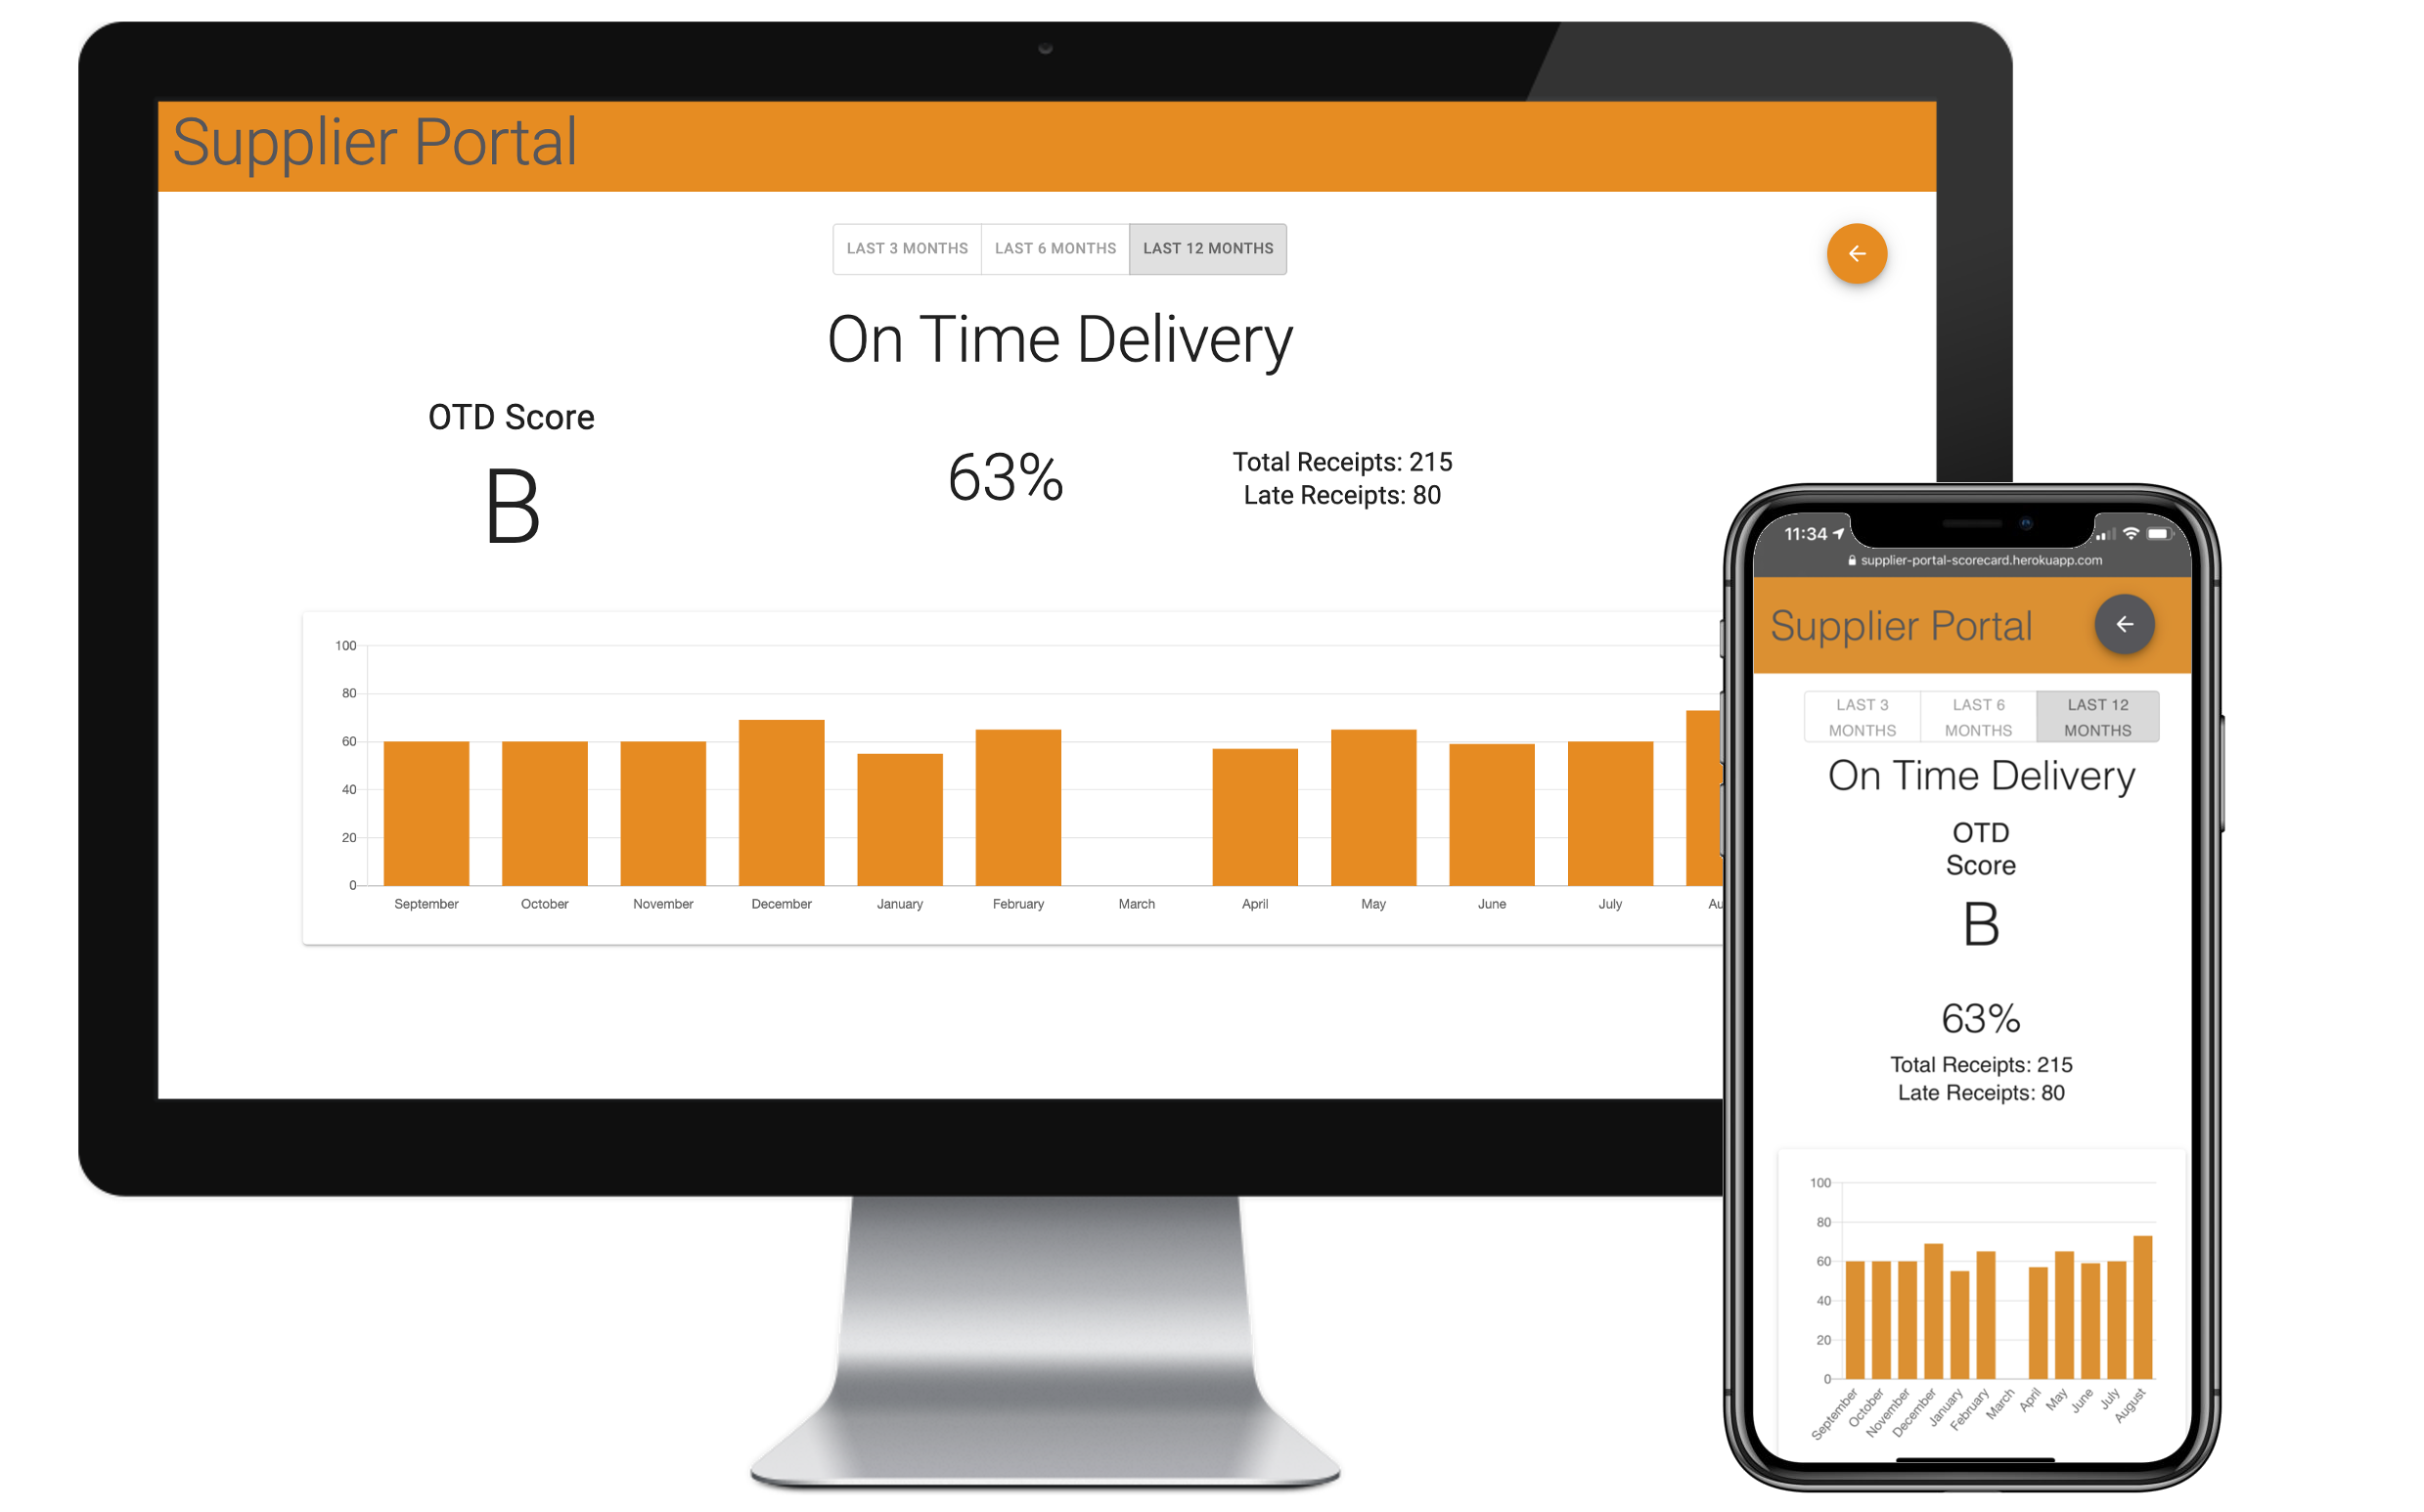 Supplier Portal
LAST 3 MONTHS LAST 6 MONTHS LAST 12 MONTHS
On Time Delivery
OTD Score
B
63%
Total Receipts: 215
Late Receipts: 80
100
80
60
40
20
0
September October November December January February March April May June July Au
11:34
supplier-portal-scorecard.herokuapp.com
Supplier Portal
LAST 3 LAST 6 LAST 12
MONTHS MONTHS MONTHS
On Time Delivery
OTD
Score
B
63%
Total Receipts: 215
Late Receipts: 80
100
80
60
40
20
0
September October November December January February March April May June July August